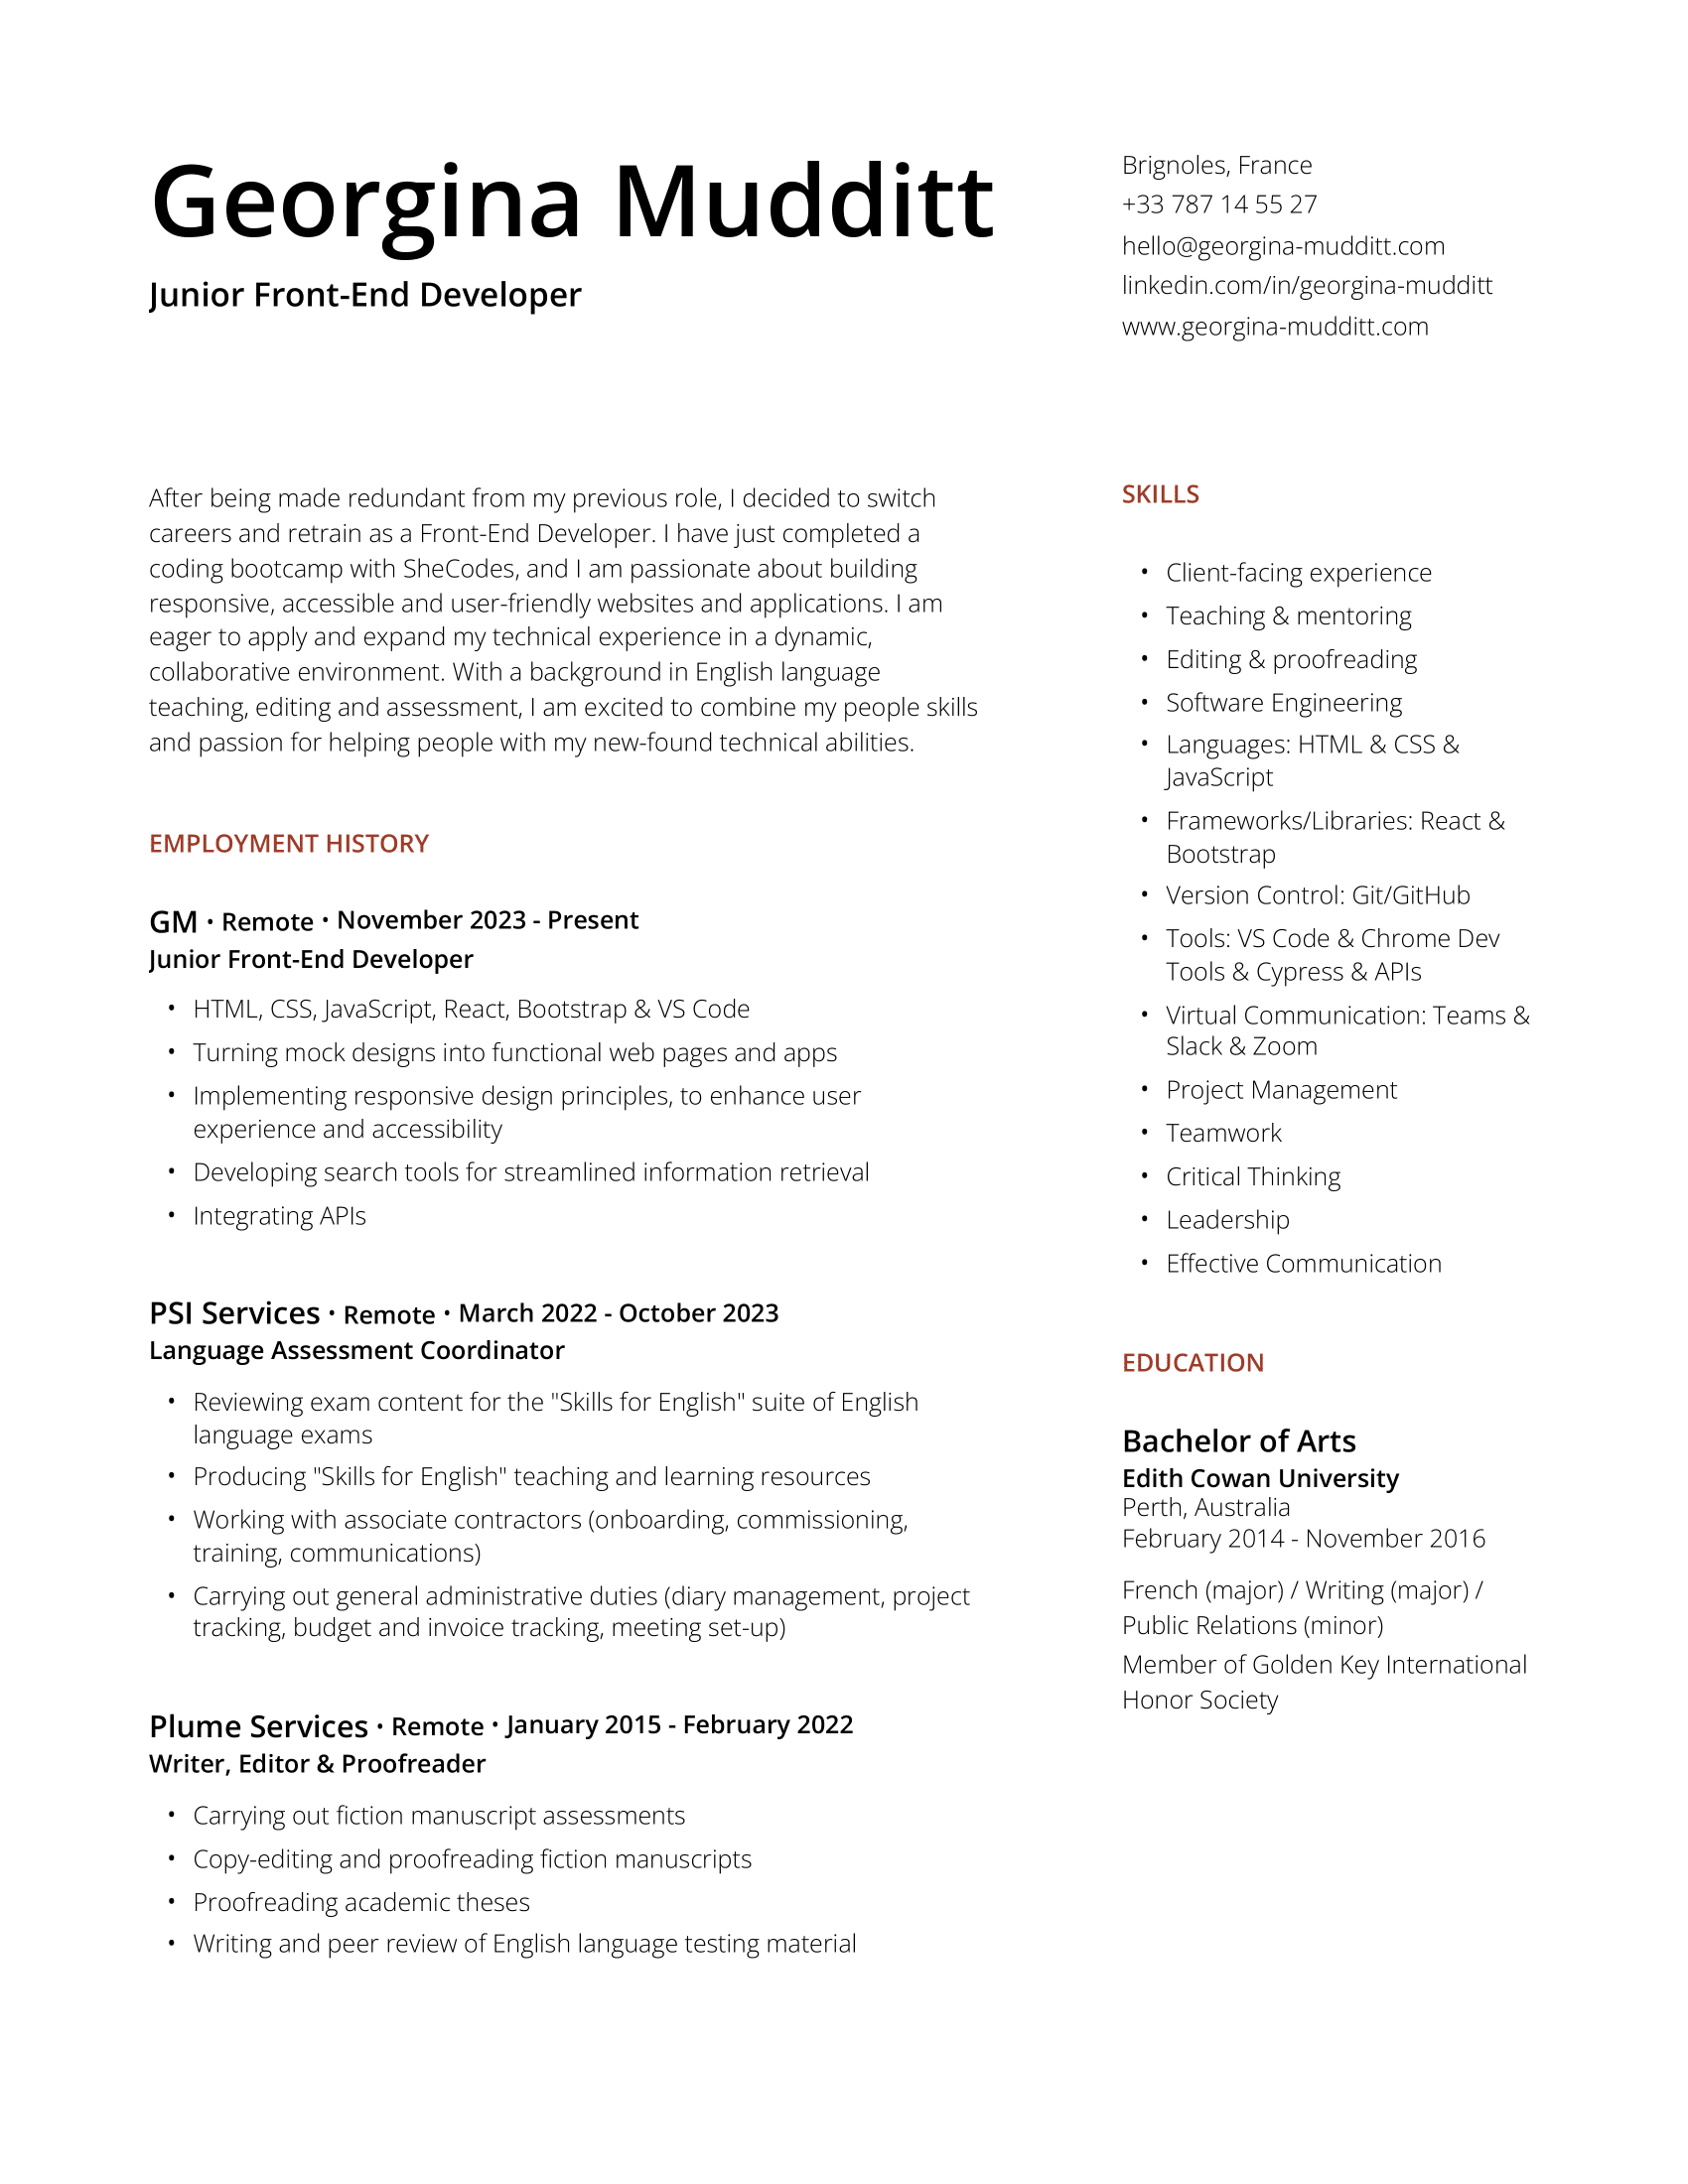 Georgina Mudditt
Junior Front-End Developer
Brignoles, France
+33 787 14 55 27
hello@georgina-mudditt.com
linkedin.com/in/georgina-mudditt
www.georgina-mudditt.com
After being made redundant from my previous role, I decided to switch
careers and retrain as a Front-End Developer. I have just completed a
coding bootcamp with SheCodes, and I am passionate about building
responsive, accessible and user-friendly websites and applications. I am
eager to apply and expand my technical experience in a dynamic,
collaborative environment. With a background in English language
teaching, editing and assessment, I am excited to combine my people skills
and passion for helping people with my new-found technical abilities.
EMPLOYMENT HISTORY
GM • Remote • November 2023 - Present
Junior Front-End Developer
• HTML, CSS, JavaScript, React, Bootstrap & VS Code
• Turning mock designs into functional web pages and apps
• Implementing responsive design principles, to enhance user
experience and accessibility
• Developing search tools for streamlined information retrieval
• Integrating APIs
PSI Services • Remote • March 2022 - October 2023
Language Assessment Coordinator
• Reviewing exam content for the "Skills for English" suite of English
language exams
• Producing "Skills for English" teaching and learning resources
• Working with associate contractors (onboarding, commissioning,
training, communications)
• Carrying out general administrative duties (diary management, project
tracking, budget and invoice tracking, meeting set-up)
Plume Services • Remote • January 2015 - February 2022
Writer, Editor & Proofreader
• Carrying out fiction manuscript assessments
• Copy-editing and proofreading fiction manuscripts
• Proofreading academic theses
• Writing and peer review of English language testing material
SKILLS
• Client-facing experience
• Teaching & mentoring
• Editing & proofreading
• Software Engineering
• Languages: HTML & CSS &
JavaScript
• Frameworks/Libraries: React &
Bootstrap
• Version Control: Git/GitHub
• Tools: VS Code & Chrome Dev
Tools & Cypress & APIs
• Virtual Communication: Teams &
Slack & Zoom
• Project Management
• Teamwork
• Critical Thinking
• Leadership
• Effective Communication
EDUCATION
Bachelor of Arts
Edith Cowan University
Perth, Australia
February 2014 - November 2016
French (major) / Writing (major) /
Public Relations (minor)
Member of Golden Key International
Honor Society